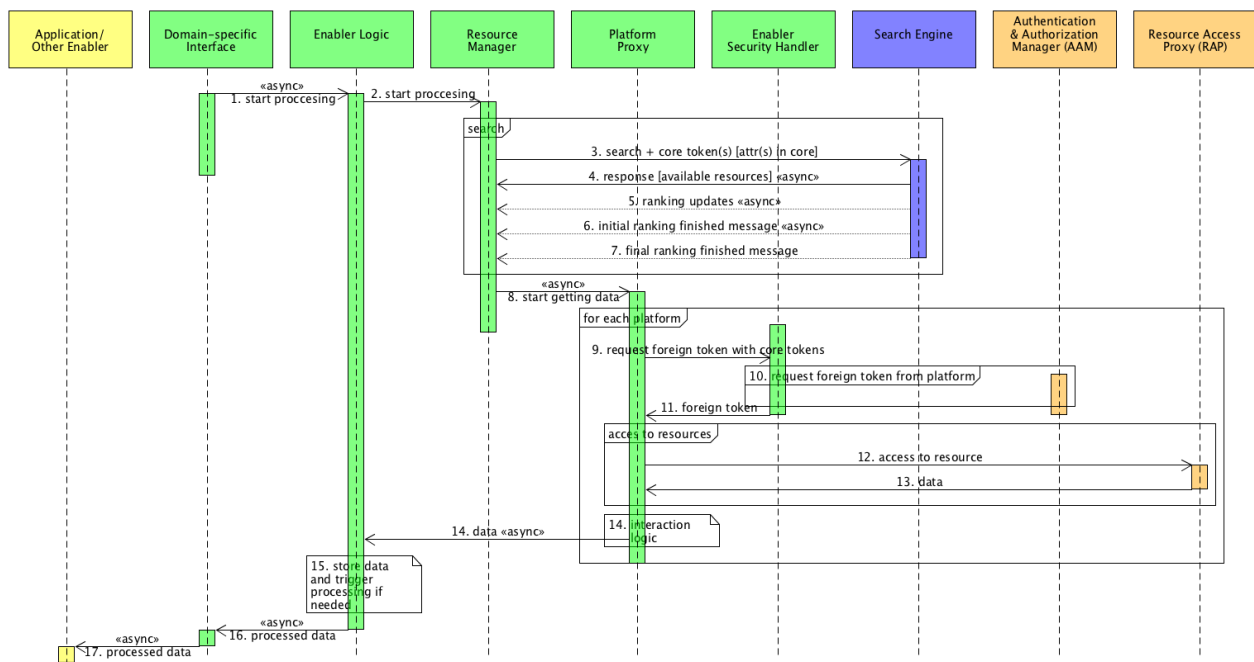 Application/
Other Enabler
Domain-specific
Interface
Enabler Logic
Resource
Manager
Platform
Proxy
Enabler
Security Handler
Search Engine
Authentication
& Authorization
Manager (AAM)
Resource Access
Proxy (RAP)
«async»
1. start proccesing
2. start proccesing
search
3. search + core token(s) [attr(s) in core]
4. response [available resources] «async»
5. ranking updates «async»
6. initial ranking finished message «async»
7. final ranking finished message
«async»
8. start getting data
for each platform
9. request foreign token with core tokens
10. request foreign token from platform
11. foreign token
acces to resources
12. access to resource
13. data
14. interaction
logic
14. data «async»
15. store data
and trigger
processing if
needed
«async»
16. processed data
«async»
17. processed data